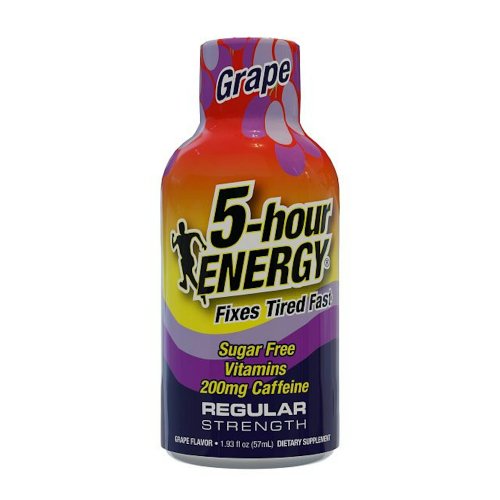 Grape
5-hour
ENERGY®
Fixes Tired Fast
Sugar Free
Vitamins
200mg Caffeine
REGULAR
STRENGTH
GRAPE FLAVOR • 1.93 fl oz (57mL) DIETARY SUPPLEMENT